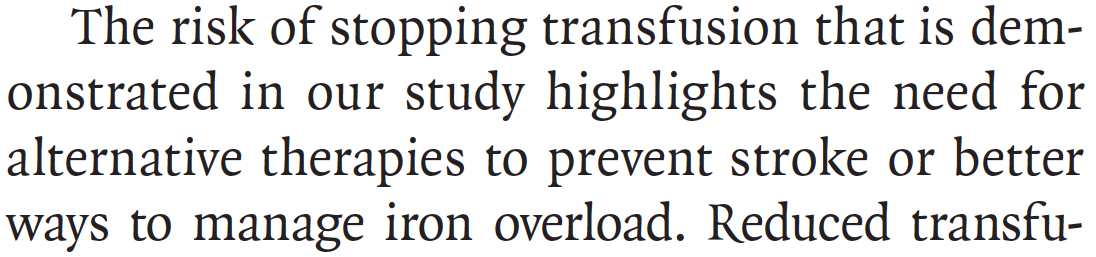 The risk of stopping transfusion that is dem-
onstrated in our study highlights the need for
alternative therapies to prevent stroke or better
ways to manage iron overload. Reduced transfu-